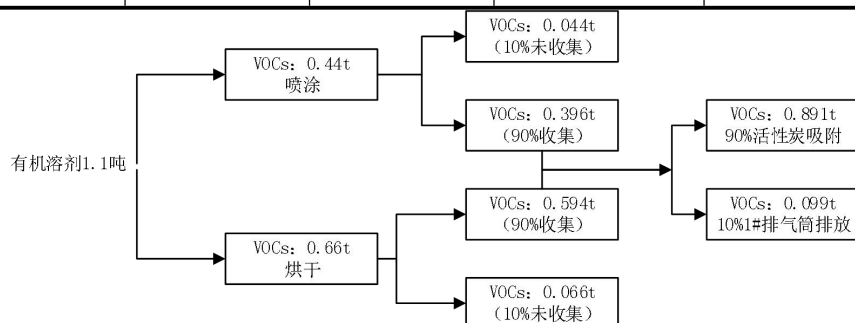 VOCs：0.044t
（10%未收集）
VOCs：0.44t
喷涂
VOCs：0.396t
（90%收集）
VOCs：0.891t
90%活性炭吸附
有机溶剂1.1吨
VOCs：0.594t
（90%收集）
VOCs：0.099t
10%1#排气筒排放
VOCs：0.66t
烘干
VOCs：0.066t
（10%未收集）